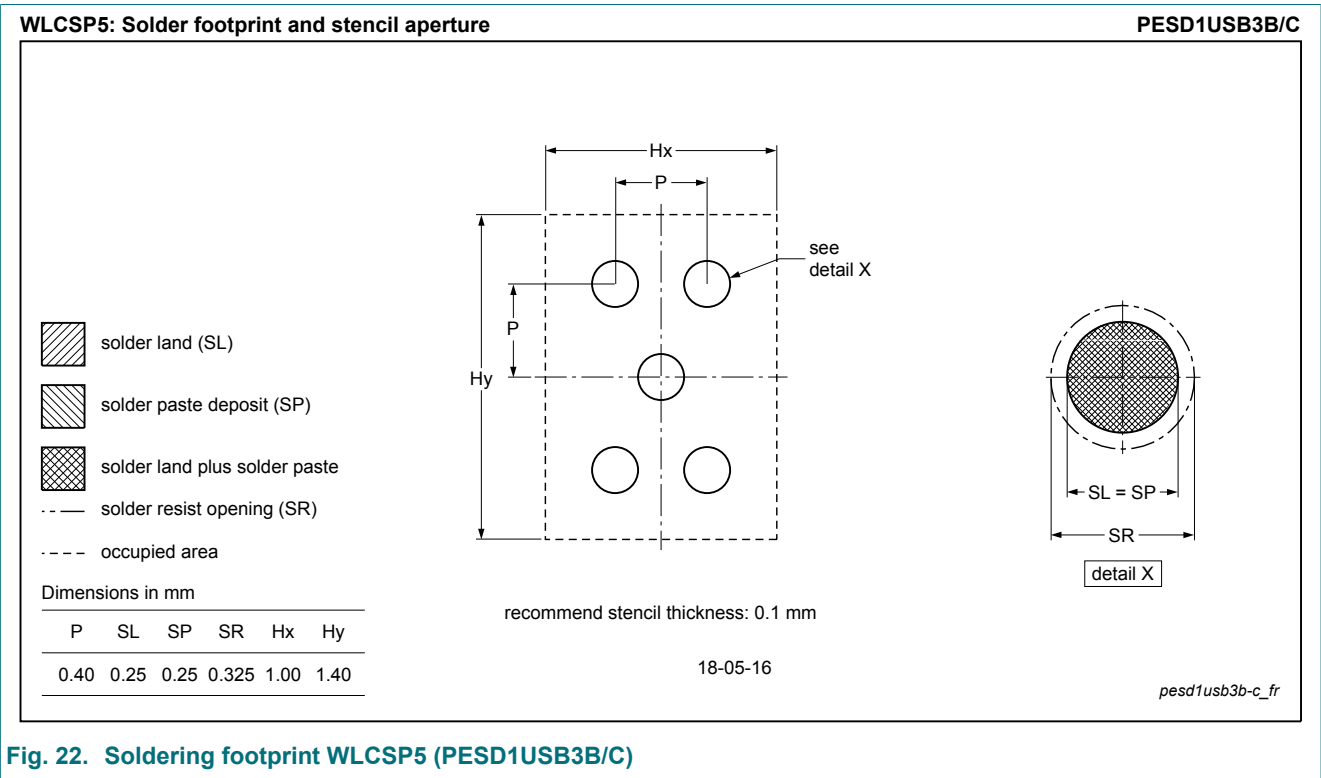 WLCSP5: Solder footprint and stencil aperture PESD1USB3B/C
Hx
P
see
detail X
P
Hy
solder land (SL)
solder paste deposit (SP)
solder land plus solder paste
solder resist opening (SR)
occupied area
SL = SP
SR
detail X
Dimensions in mm
P SL SP SR Hx Hy
0.40 0.25 0.25 0.325 1.00 1.40
recommend stencil thickness: 0.1 mm
18-05-16
pesd1usb3b-c_fr
Fig. 22. Soldering footprint WLCSP5 (PESD1USB3B/C)